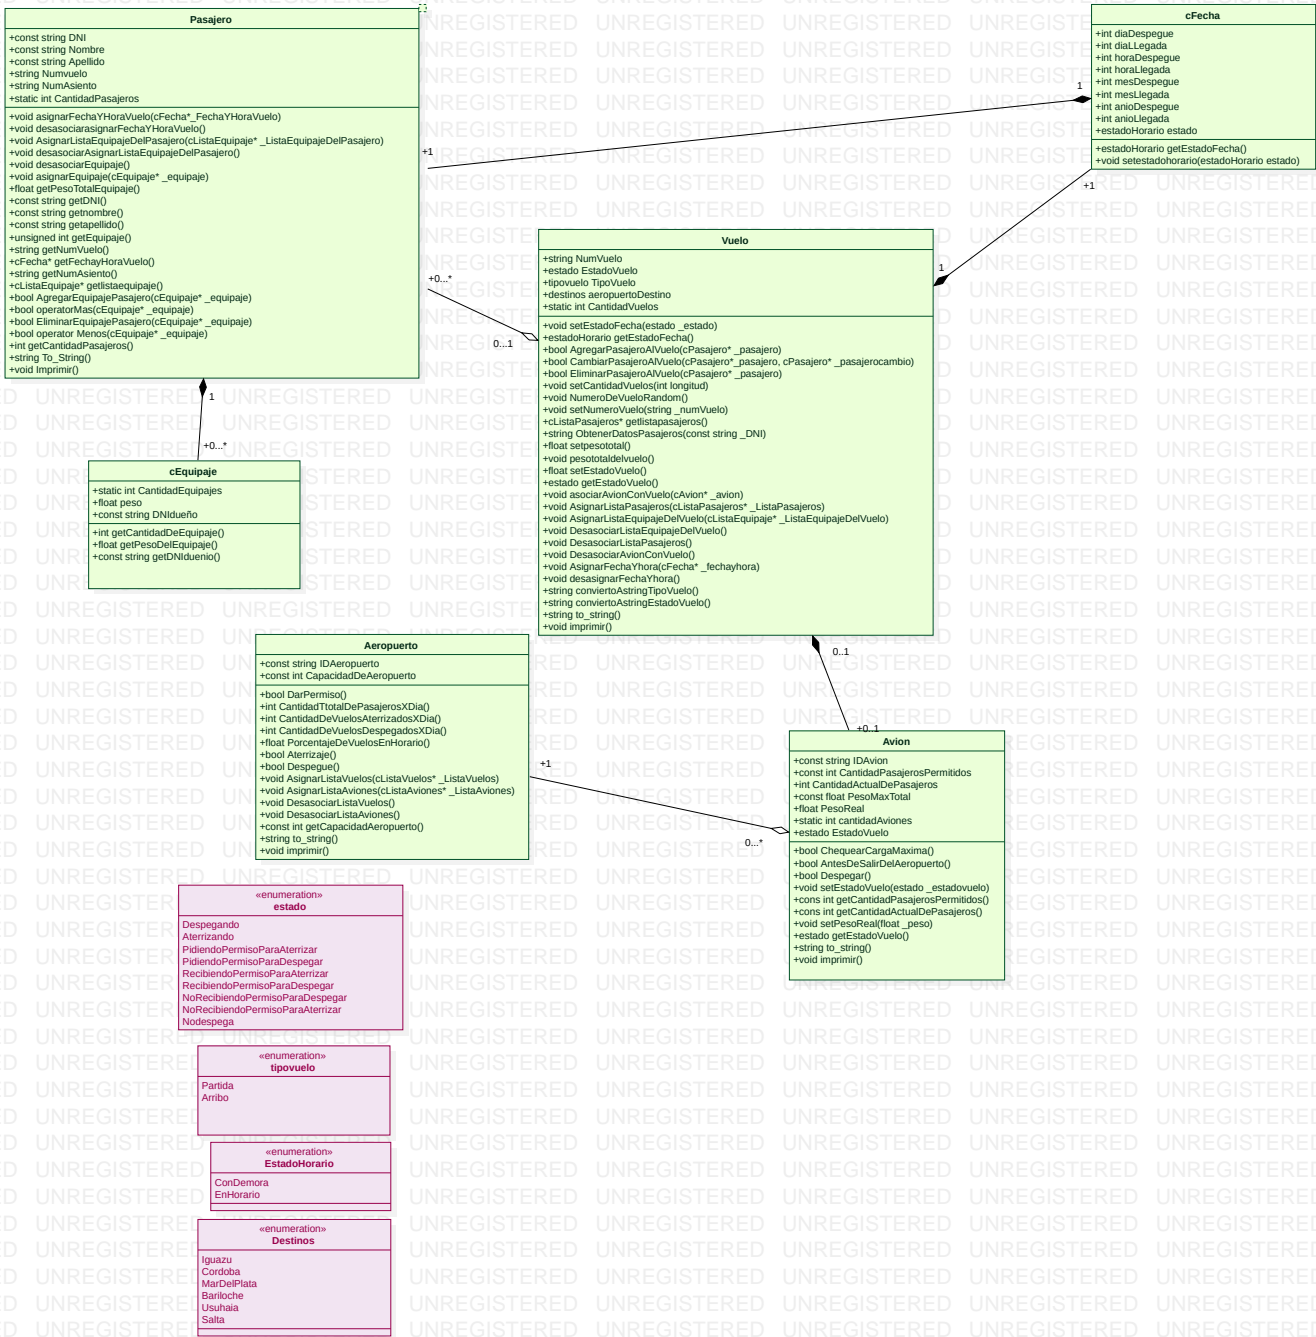 Pasajero
+const string DNI
+const string Nombre
+const string Apellido
+string Numvuelo
+string NumAsiento
+static int CantidadPasajeros
+void asignarFechaYHoraVuelo(cFecha*_FechaYHoraVuelo)
+void desasociarasignarFechaYHoraVuelo()
+void AsignarListaEquipajeDelPasajero(cListaEquipaje* _ListaEquipajeDelPasajero)
+void desasociarAsignarListaEquipajeDelPasajero()
+void desasociarEquipaje()
+void asignarEquipaje(cEquipaje* _equipaje)
+float getPesoTotalEquipaje()
+const string getDNI()
+const string getnombre()
+const string getapellido()
+unsigned int getEquipaje()
+string getNumVuelo()
+cFecha* getFechayHoraVuelo()
+string getNumAsiento()
+cListaEquipaje* getlistaequipaje()
+bool AgregarEquipajePasajero(cEquipaje* _equipaje)
+bool operatorMas(cEquipaje* _equipaje)
+bool EliminarEquipajePasajero(cEquipaje* _equipaje)
+bool operator Menos(cEquipaje* _equipaje)
+int getCantidadPasajeros()
+string To_String()
+void Imprimir()
cFecha
+int diaDespegue
+int diaLLegada
+int horaDespegue
+int horaLlegada
+int mesDespegue
+int mesLlegada
+int anioDespegue
+int anioLlegada
+estadoHorario estado
+estadoHorario getEstadoFecha()
+void setestadohorario(estadoHorario estado)
1
+1
+1
1
+0...*
0...1
Vuelo
+string NumVuelo
+estado EstadoVuelo
+tipovuelo TipoVuelo
+destinos aeropuertoDestino
+static int CantidadVuelos
+void setEstadoFecha(estado _estado)
+estadoHorario getEstadoFecha()
+bool AgregarPasajeroAlVuelo(cPasajero* _pasajero)
+bool CambiarPasajeroAlVuelo(cPasajero*_pasajero, cPasajero* _pasajerocambio)
+bool EliminarPasajeroAlVuelo(cPasajero* _pasajero)
+void setCantidadVuelos(int longitud)
+void NumeroDeVueloRandom()
+void setNumeroVuelo(string _numVuelo)
+cListaPasajeros* getlistapasajeros()
+string ObtenerDatosPasajeros(const string _DNI)
+float setpesototal()
+void pesototaldelvuelo()
+float setEstadoVuelo()
+estado getEstadoVuelo()
+void asociarAvionConVuelo(cAvion* _avion)
+void AsignarListaPasajeros(cListaPasajeros* _ListaPasajeros)
+void AsignarListaEquipajeDelVuelo(cListaEquipaje* _ListaEquipajeDelVuelo)
+void DesasociarListaEquipajeDelVuelo()
+void DesasociarListaPasajeros()
+void DesasociarAvionConVuelo()
+void AsignarFechaYhora(cFecha* _fechayhora)
+void desasignarFechaYhora()
+string conviertoAstringTipoVuelo()
+string conviertoAstringEstadoVuelo()
+string to_string()
+void imprimir()
1
+0...*
cEquipaje
+static int CantidadEquipajes
+float peso
+const string DNIdueño
+int getCantidadDeEquipaje()
+float getPesoDelEquipaje()
+const string getDNIduenio()
Aeropuerto
+const string IDAeropuerto
+const int CapacidadDeAeropuerto
+bool DarPermiso()
+int CantidadTtotalDePasajerosXDia()
+int CantidadDeVuelosAterrizadosXDia()
+int CantidadDeVuelosDespegadosXDia()
+float PorcentajeDeVuelosEnHorario()
+bool Aterrizaje()
+bool Despegue()
+void AsignarListaVuelos(cListaVuelos* _ListaVuelos)
+void AsignarListaAviones(cListaAviones* _ListaAviones)
+void DesasociarListaVuelos()
+void DesasociarListaAviones()
+const int getCapacidadAeropuerto()
+string to_string()
+void imprimir()
0..1
+0..1
+1
0...*
Avion
+const string IDAvion
+const int CantidadPasajerosPermitidos
+int CantidadActualDePasajeros
+const float PesoMaxTotal
+float PesoReal
+static int cantidadAviones
+estado EstadoVuelo
+bool ChequearCargaMaxima()
+bool AntesDeSalirDelAeropuerto()
+bool Despegar()
+void setEstadoVuelo(estado _estadovuelo)
+cons int getCantidadPasajerosPermitidos()
+cons int getCantidadActualDePasajeros()
+void setPesoReal(float _peso)
+estado getEstadoVuelo()
+string to_string()
+void imprimir()
«enumeration»
estado
Despegando
Aterrizando
PidiendoPermisoParaAterrizar
PidiendoPermisoParaDespegar
RecibiendoPermisoParaAterrizar
RecibiendoPermisoParaDespegar
NoRecibiendoPermisoParaDespegar
NoRecibiendoPermisoParaAterrizar
Nodespega
«enumeration»
tipovuelo
Partida
Arribo
«enumeration»
EstadoHorario
ConDemora
EnHorario
«enumeration»
Destinos
Iguazu
Cordoba
MarDelPlata
Bariloche
Usuhaia
Salta
UNREGISTERED